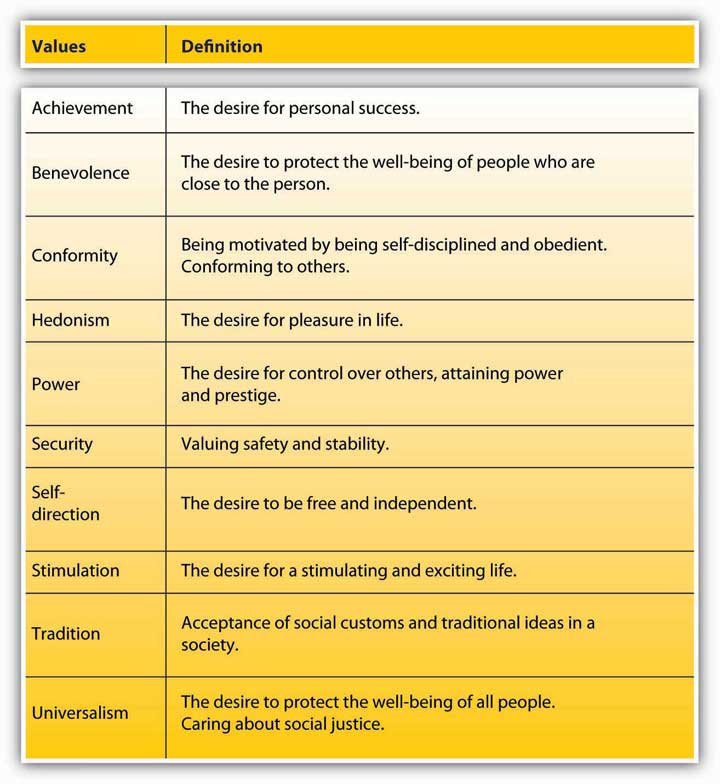 Values Definition
Achievement The desire for personal success.
Benevolence The desire to protect the well-being of people who are
close to the person.
Conformity Being motivated by being self-disciplined and obedient.
Conforming to others.
Hedonism The desire for pleasure in life.
Power The desire for control over others, attaining power
and prestige.
Security Valuing safety and stability.
Self-
direction The desire to be free and independent.
Stimulation The desire for a stimulating and exciting life.
Tradition Acceptance of social customs and traditional ideas in a
society.
Universalism The desire to protect the well-being of all people.
Caring about social justice.